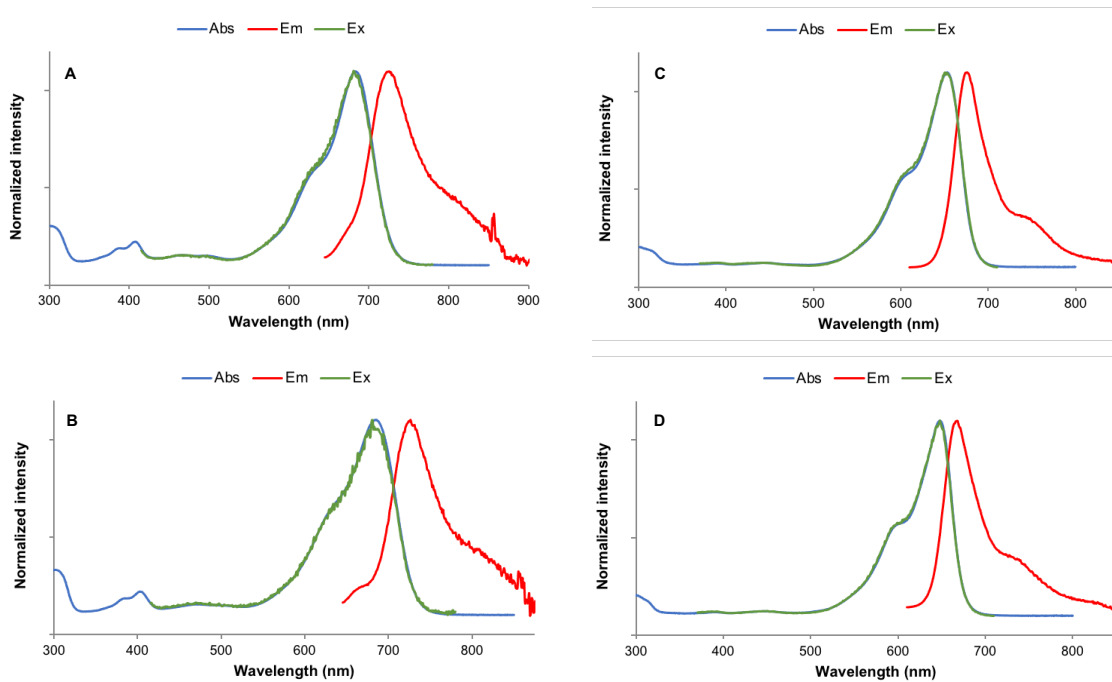 Abs Em Ex
A
Normalized intensity
300 400 500 600 700 800 900
Wavelength (nm)
Abs Em Ex
C
Normalized intensity
300 400 500 600 700 800
Wavelength (nm)
Abs Em Ex
B
Normalized intensity
300 400 500 600 700 800
Wavelength (nm)
Abs Em Ex
D
Normalized intensity
300 400 500 600 700 800
Wavelength (nm)